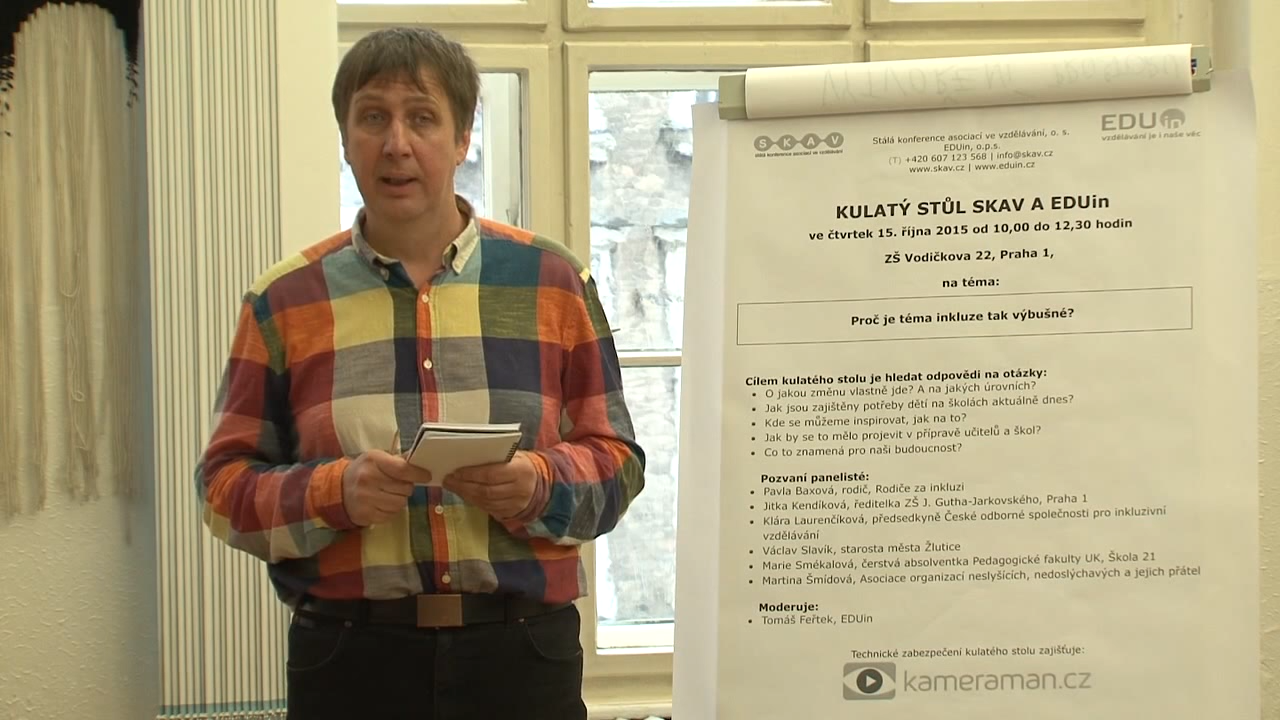 SKAV
stálá konference asociací ve vzdělávání
Stálá konference asociací ve vzdělávání, o. s.
EDUin, o.p.s.
(T) +420 607 123 568 | info@skav.cz
www.skav.cz | www.eduin.cz
EDUin
vzdělávání je i naše věc
KULATÝ STŮL SKAV A EDUin
ve čtvrtek 15. října 2015 od 10,00 do 12,30 hodin
ZŠ Vodičkova 22, Praha 1,
na téma:
Proč je téma inkluze tak výbušné?
Cílem kulatého stolu je hledat odpovědi na otázky:
• O jakou změnu vlastně jde? A na jakých úrovních?
• Jak jsou zajištěny potřeby dětí na školách aktuálně dnes?
• Kde se můžeme inspirovat, jak na to?
• Jak by se to mělo projevit v přípravě učitelů a škol?
• Co to znamená pro naši budoucnost?
Pozvaní panelisté:
• Pavla Baxová, rodič, Rodiče za inkluzi
• Jitka Kendíková, ředitelka ZŠ J. Gutha-Jarkovského, Praha 1
• Klára Laurenčíková, předsedkyně České odborné společnosti pro inkluzivní
vzdělávání
• Václav Slavík, starosta města Žlutice
• Marie Smékalová, čerstvá absolventka Pedagogické fakulty UK, Škola 21
• Martina Šmídová, Asociace organizací neslyšících, nedoslýchavých a jejich přátel
Moderuje:
• Tomáš Feřtek, EDUin
Technické zabezpečení kulatého stolu zajišťuje:
kameraman.cz